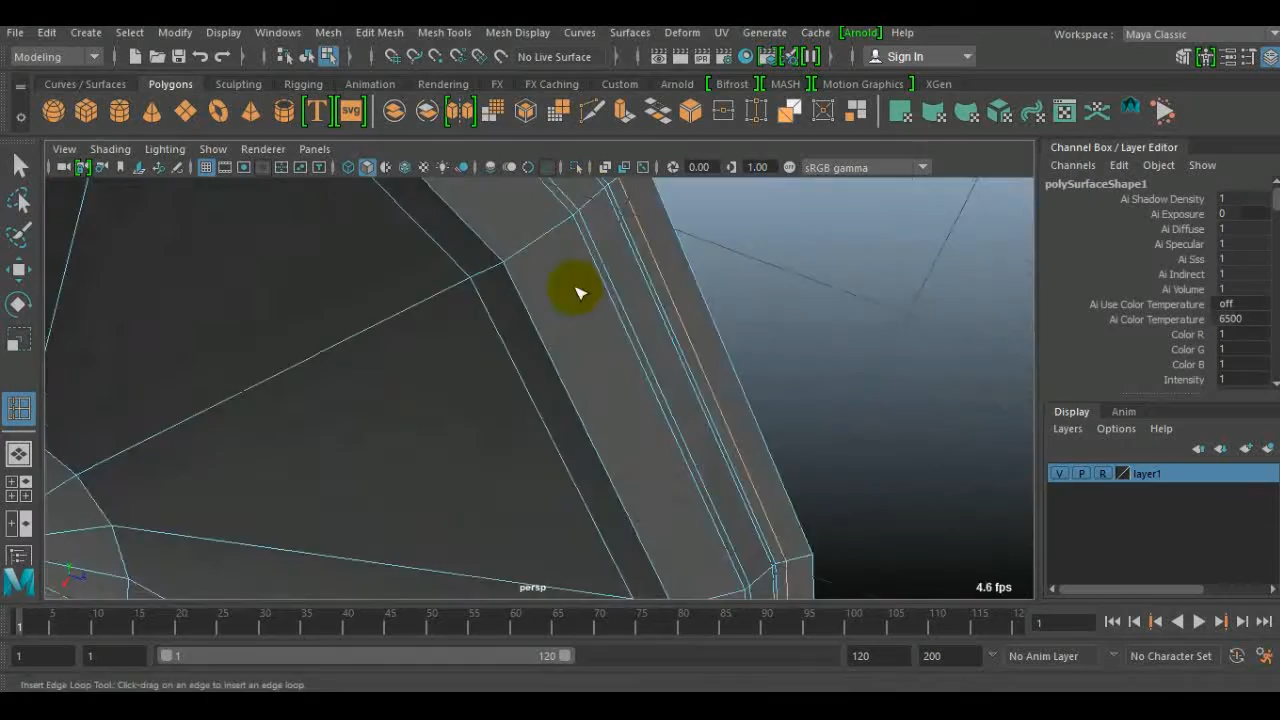 File Edit Create Select Modify Display Windows Mesh Edit Mesh Mesh Tools Mesh Display Curves Surfaces Deform UV Generate Cache Arnold Help Workspace : Maya Classic
Modeling No Live Surface Sign In
Curves / Surfaces Polygons Sculpting Rigging Animation Rendering FX FX Caching Custom Arnold Bifrost MASH Motion Graphics XGen
T svg
View Shading Lighting Show Renderer Panels
0.00 1.00 sRGB gamma
Channel Box / Layer Editor
Channels Edit Object Show
polySurfaceShape1
Ai Shadow Density 1
Ai Exposure 0
Ai Diffuse 1
Ai Specular 1
Ai Sss 1
Ai Indirect 1
Ai Volume 1
Ai Use Color Temperature off
Ai Color Temperature 6500
Color R 1
Color G 1
Color B 1
Intensity 1
Display Anim
Layers Options Help
V P R layer1
persp
4.6 fps
5 10 15 20 25 30 35 40 45 50 55 60 65 70 75 80 85 90 95 100 105 110 115 12
1 1
1 1 1 120 120 200 No Anim Layer No Character Set
Insert Edge Loop Tool: Click-drag on an edge to insert an edge loop.